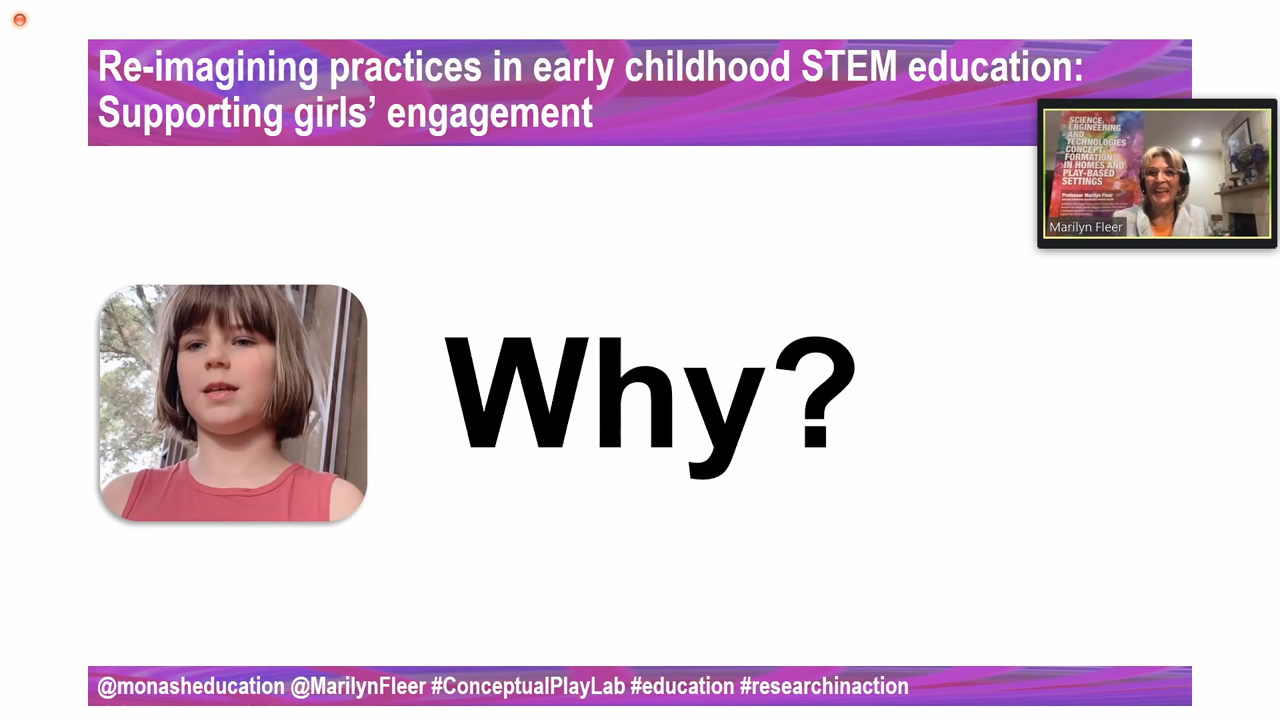 Re-imagining practices in early childhood STEM education:
Supporting girls’ engagement
SCIENCE,
ENGINEERING
AND
TECHNOLOGIES
CONCEPT
FORMATION
IN HOMES AND
PLAY-BASED
SETTINGS
Professor Marilyn Fleer
Marilyn Fleer
Why?
@monasheducation @MarilynFleer #ConceptualPlayLab #education #researchinaction